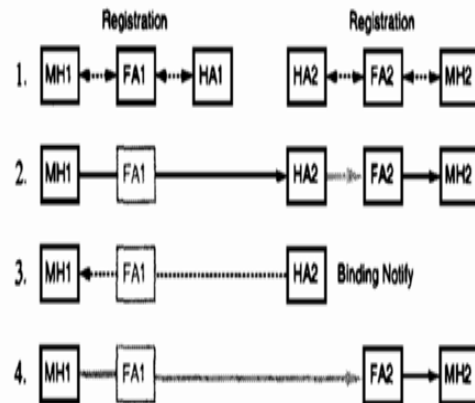 Registration Registration
1. MH1 FA1 HA1 HA2 FA2 MH2
2. MH1 FA1 HA2 FA2 MH2
3. MH1 FA1 HA2 Binding Notify
4. MH1 FA1 FA2 MH2